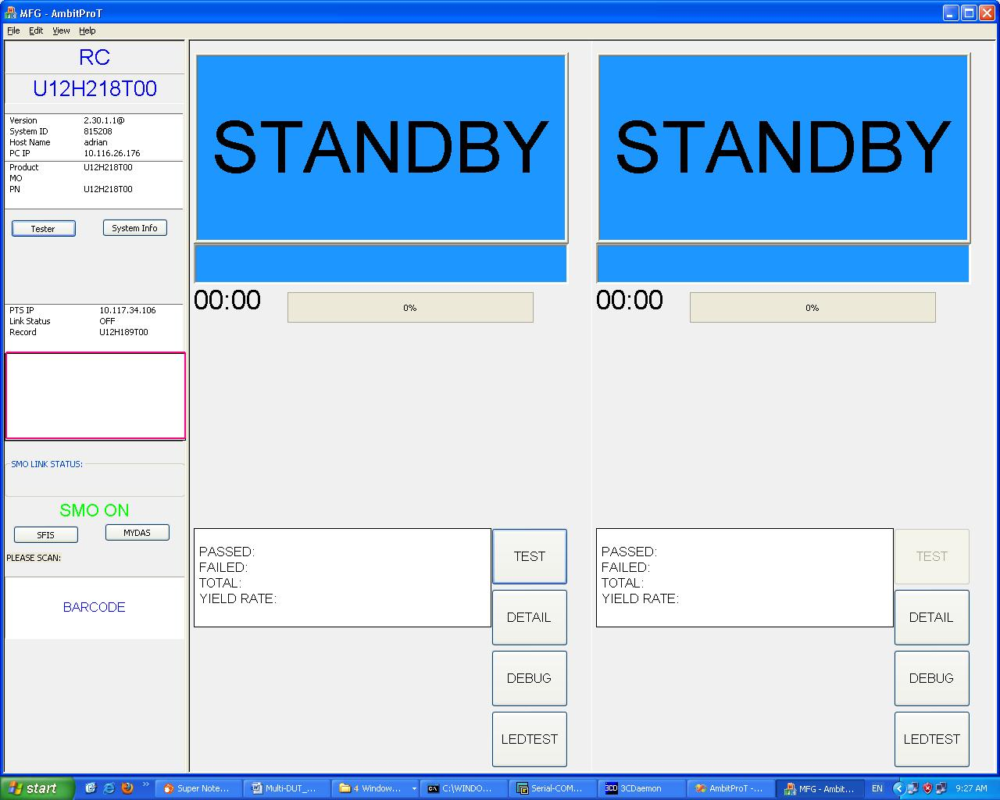 MFG - AmbitProT
File Edit View Help
RC
U12H218T00
Version 2.30.1.1@
System ID 815208
Host Name adrian
PC IP 10.116.26.176
Product U12H218T00
MO
PN U12H218T00
Tester System Info
PTS IP 10.117.34.106
Link Status OFF
Record U12H189T00
SMO LINK STATUS:
SMO ON
SFIS MYDAS
PLEASE SCAN:
BARCODE
STANDBY
00:00 0%
PASSED:
FAILED:
TOTAL:
YIELD RATE:
TEST
DETAIL
DEBUG
LEDTEST
STANDBY
00:00 0%
PASSED:
FAILED:
TOTAL:
YIELD RATE:
TEST
DETAIL
DEBUG
LEDTEST
start » Super Note... Multi-DUT_... 4 Window... C:\WINDO... Serial-COM... 3CD 3CDaemon AmbitProT -... MFG - Ambit... EN 9:27 AM